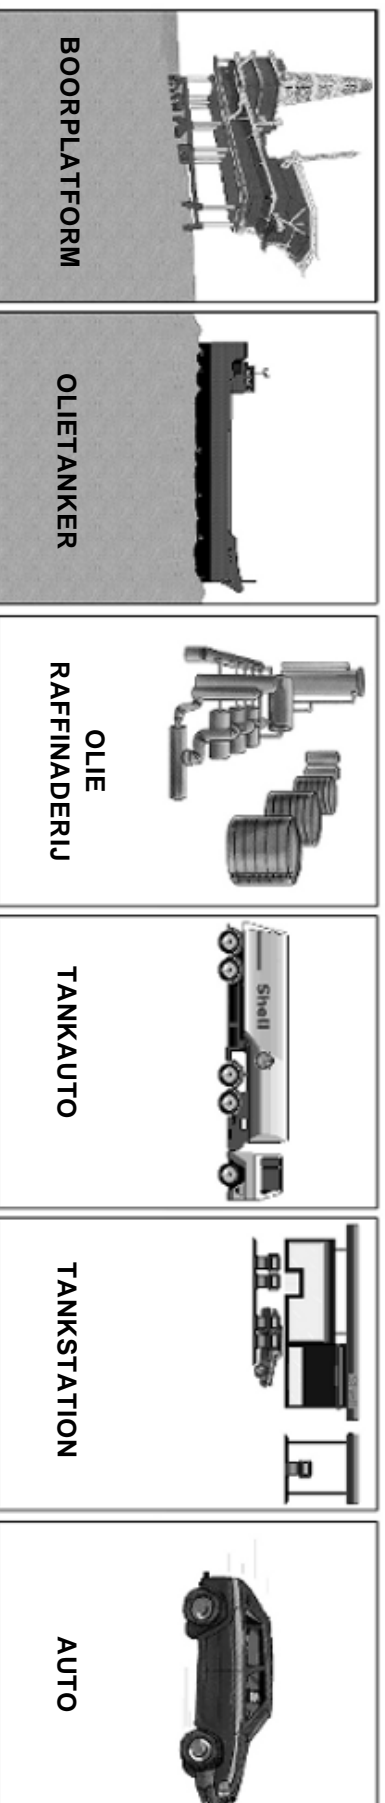 BOORPLATFORM
OLIETANKER
OLIE
RAFFINADERIJ
Shell
TANKAUTO
TANKSTATION
AUTO